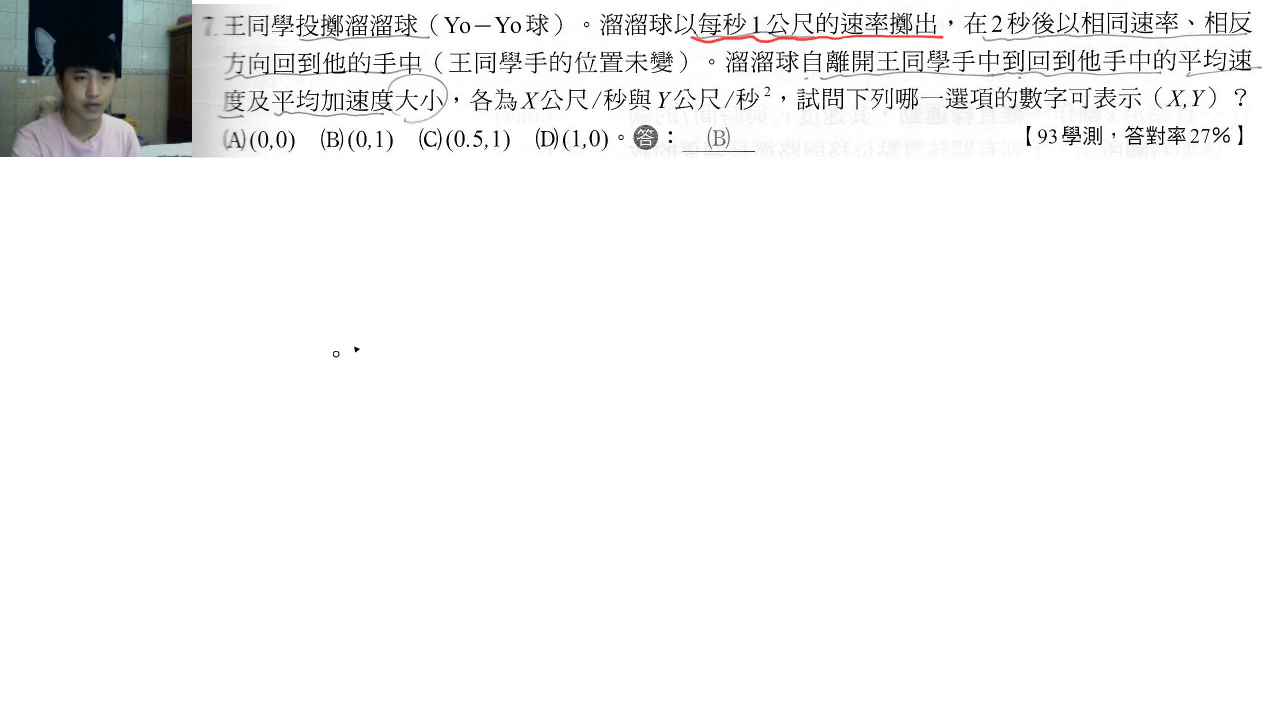 7. 王同學投擲溜溜球（Yo－Yo球）。溜溜球以每秒1公尺的速率擲出，在2秒後以相同速率、相反
方向回到他的手中（王同學手的位置未變）。溜溜球自離開王同學手中到回到他手中的平均速
度及平均加速度大小，各為X公尺/秒與Y公尺/秒²，試問下列哪一選項的數字可表示（X,Y）？
(A)(0,0) (B)(0,1) (C)(0.5,1) (D)(1,0)。答：(B) 【93學測，答對率27%】